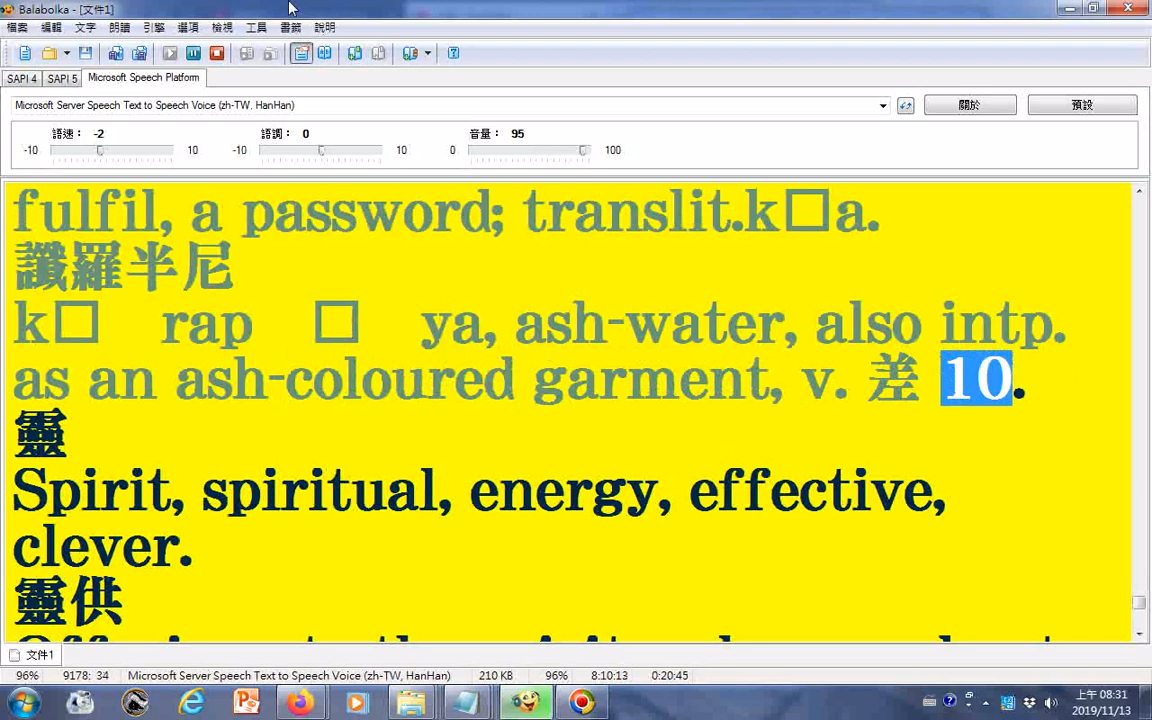 Balabolka - [文件1]
檔案 編輯 文字 朗讀 引擎 選項 檢視 工具 書籤 說明
SAPI 4 SAPI 5 Microsoft Speech Platform
Microsoft Server Speech Text to Speech Voice (zh-TW, HanHan) 關於 預設
語速： -2 語調： 0 音量： 95
-10 10 -10 10 0 100
fulfil, a password; translit.k□a.
讖羅半尼
k□ rap □ ya, ash-water, also intp.
as an ash-coloured garment, v. 差 10.
靈
Spirit, spiritual, energy, effective,
clever.
靈供
文件1
96% 9178: 34 Microsoft Server Speech Text to Speech Voice (zh-TW, HanHan) 210 KB 96% 8:10:13 0:20:45
上午 08:31
2019/11/13